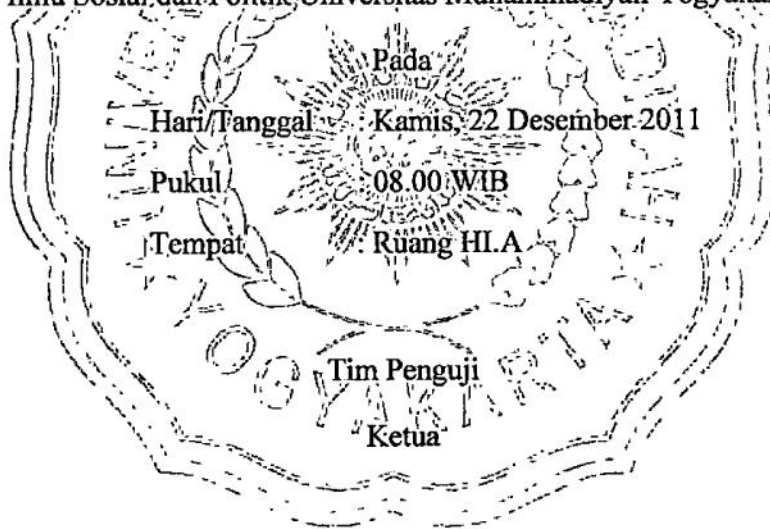 Ilmu Sosial dan Politik Universitas Muhammadiyah Yogyakarta
Pada
Hari/Tanggal : Kamis, 22 Desember 2011
Pukul : 08.00 WIB
Tempat : Ruang HI.A
YOGYAKARTA
Tim Penguji
Ketua